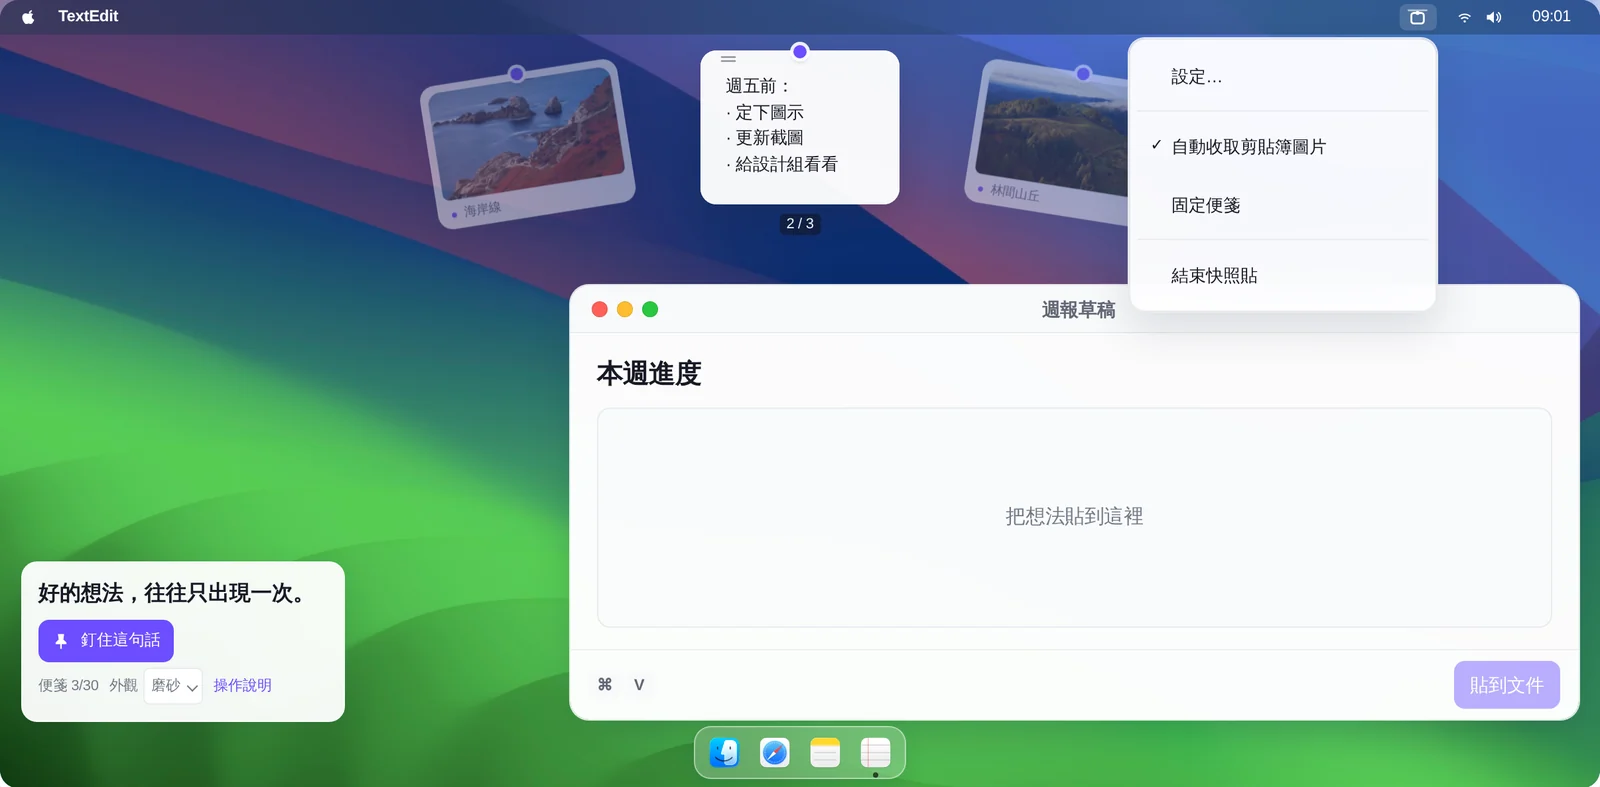 TextEdit
09:01
海岸線
週五前：
· 定下圖示
· 更新截圖
· 給設計組看看
2 / 3
林間山丘
設定…
✓ 自動收取剪貼簿圖片
固定便箋
結束快照貼
週報草稿
本週進度
把想法貼到這裡
⌘ V
貼到文件
好的想法，往往只出現一次。
釘住這句話
便箋 3/30 外觀 磨砂 操作說明